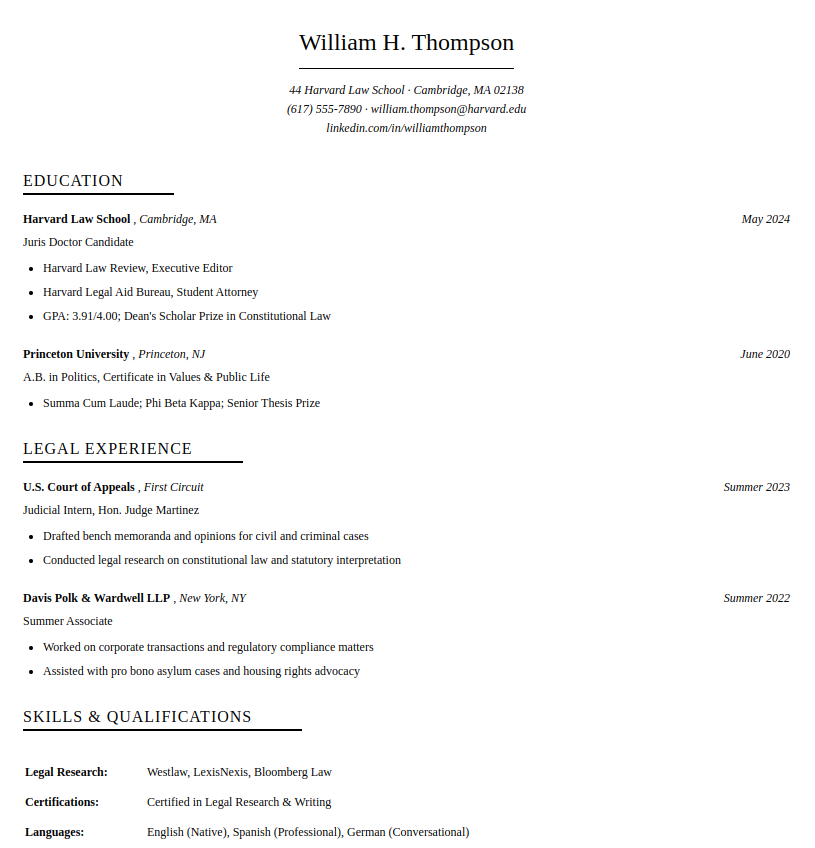 William H. Thompson
44 Harvard Law School · Cambridge, MA 02138
(617) 555-7890 · william.thompson@harvard.edu
linkedin.com/in/williamthompson
EDUCATION
Harvard Law School , Cambridge, MA May 2024
Juris Doctor Candidate
• Harvard Law Review, Executive Editor
• Harvard Legal Aid Bureau, Student Attorney
• GPA: 3.91/4.00; Dean's Scholar Prize in Constitutional Law
Princeton University , Princeton, NJ June 2020
A.B. in Politics, Certificate in Values & Public Life
• Summa Cum Laude; Phi Beta Kappa; Senior Thesis Prize
LEGAL EXPERIENCE
U.S. Court of Appeals , First Circuit Summer 2023
Judicial Intern, Hon. Judge Martinez
• Drafted bench memoranda and opinions for civil and criminal cases
• Conducted legal research on constitutional law and statutory interpretation
Davis Polk & Wardwell LLP , New York, NY Summer 2022
Summer Associate
• Worked on corporate transactions and regulatory compliance matters
• Assisted with pro bono asylum cases and housing rights advocacy
SKILLS & QUALIFICATIONS
Legal Research: Westlaw, LexisNexis, Bloomberg Law
Certifications: Certified in Legal Research & Writing
Languages: English (Native), Spanish (Professional), German (Conversational)